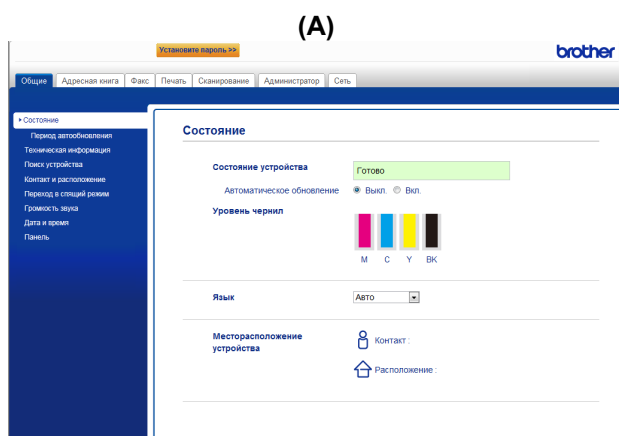 (A)
Установите пароль >>
brother
Общие Адресная книга Факс Печать Сканирование Администратор Сеть
Состояние
Период автообновления
Техническая информация
Поиск устройства
Контакт и расположение
Переход в спящий режим
Громкость звука
Дата и время
Панель
Состояние
Состояние устройства Готово
Автоматическое обновление Выкл. Вкл.
Уровень чернил
M C Y BK
Язык Авто
Месторасположение
устройства
Контакт :
Расположение :